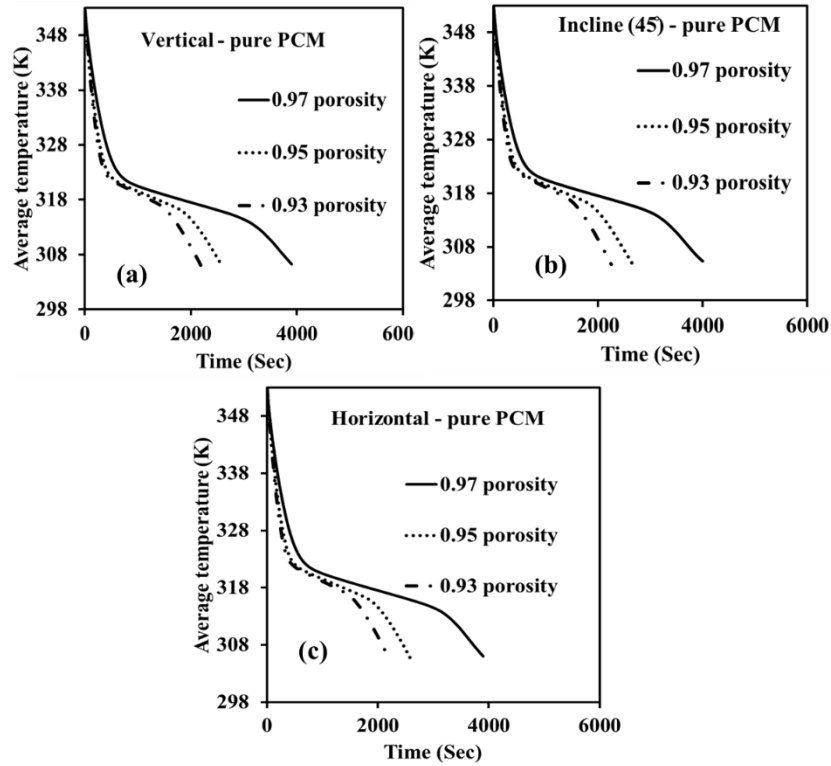 Vertical - pure PCM
0.97 porosity
0.95 porosity
0.93 porosity
Average temperature (K)
348
338
328
318
308
298
(a)
0
2000
4000
600
Time (Sec)
Incline (45°) - pure PCM
0.97 porosity
0.95 porosity
0.93 porosity
Average temperature (K)
348
338
328
318
308
298
(b)
0
2000
4000
6000
Time (Sec)
Horizontal - pure PCM
0.97 porosity
0.95 porosity
0.93 porosity
Average temperature (K)
348
338
328
318
308
298
(c)
0
2000
4000
6000
Time (Sec)